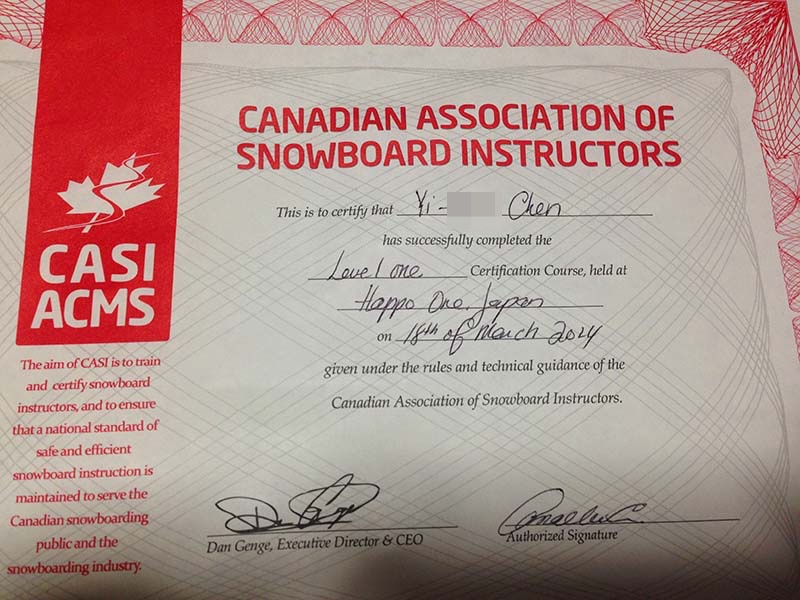 CANADIAN ASSOCIATION OF
SNOWBOARD INSTRUCTORS
This is to certify that Yi- Chen
has successfully completed the
Level one Certification Course, held at
Happo One, Japan
on 18th of March 2024
given under the rules and technical guidance of the
Canadian Association of Snowboard Instructors.
CASI
ACMS
The aim of CASI is to train
and certify snowboard
instructors, and to ensure
that a national standard of
safe and efficient
snowboard instruction is
maintained to serve the
Canadian snowboarding
public and the
snowboarding industry.
Dan Genge, Executive Director & CEO
Authorized Signature